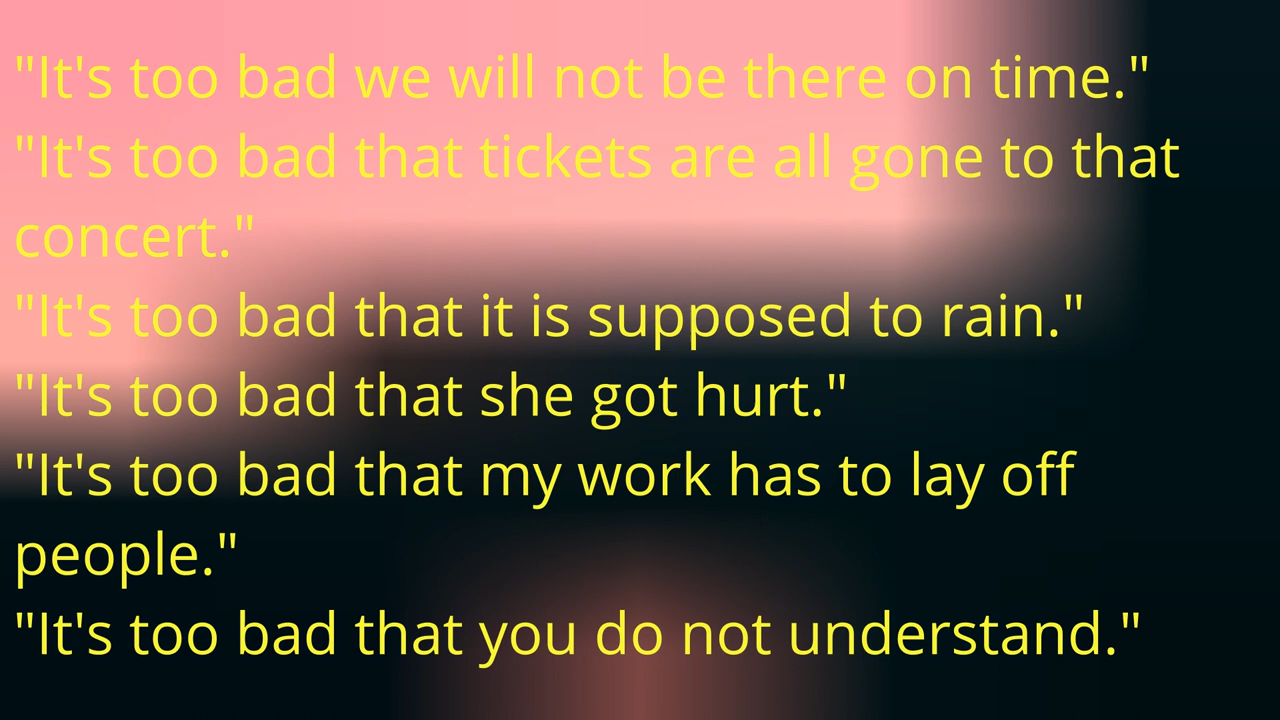 "It's too bad we will not be there on time."
"It's too bad that tickets are all gone to that
concert."
"It's too bad that it is supposed to rain."
"It's too bad that she got hurt."
"It's too bad that my work has to lay off
people."
"It's too bad that you do not understand."